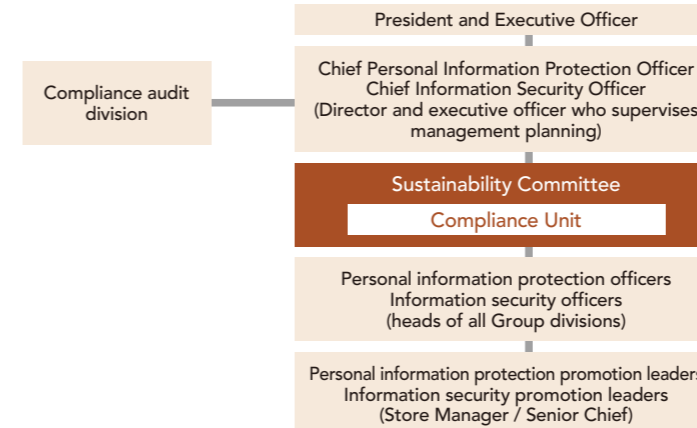 President and Executive Officer
Compliance audit
division
Chief Personal Information Protection Officer
Chief Information Security Officer
(Director and executive officer who supervises
management planning)
Sustainability Committee
Compliance Unit
Personal information protection officers
Information security officers
(heads of all Group divisions)
Personal information protection promotion leaders
Information security promotion leaders
(Store Manager / Senior Chief)